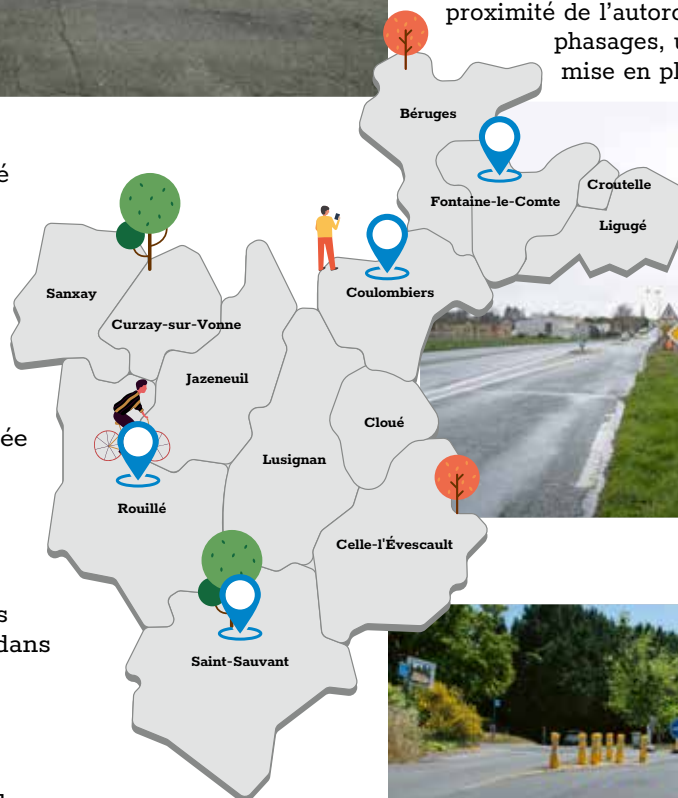 proximité de l'autoro
phasages, u
mise en pl
é
Béruges
Croutelle
Fontaine-le-Comte
Ligugé
Sanxay
Coulombiers
Curzay-sur-Vonne
Jazeneuil
Cloué
ée
Lusignan
Rouillé
Celle-l'Évescault
s
dans
Saint-Sauvant